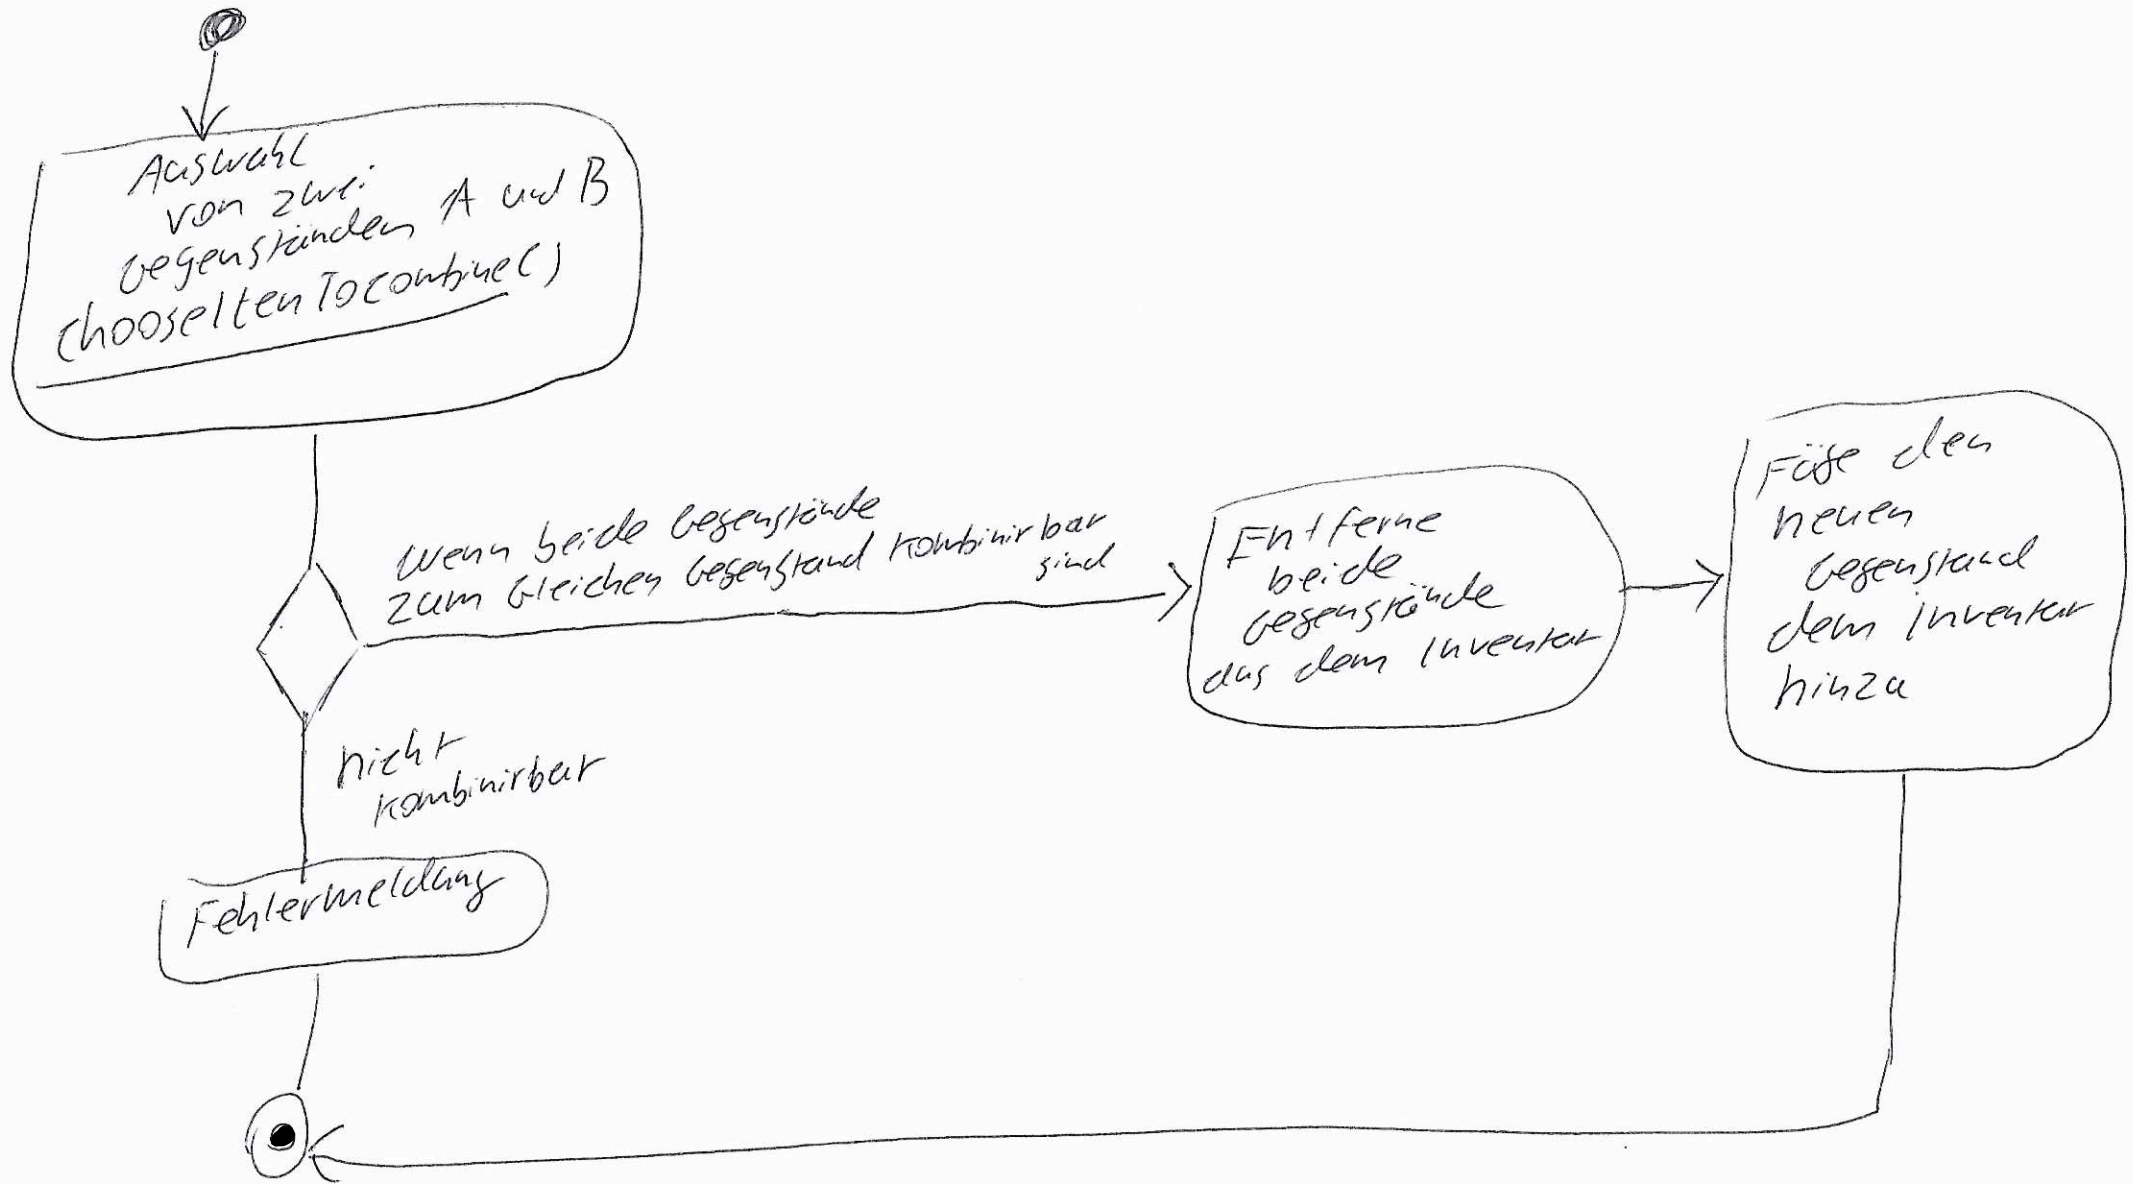 Auswahl
von zwei
Gegenständen A und B
chooseItenToCombine()
Wenn beide Gegenstände
zum Gleichen Gegenstand kombinirbar
sind
Entferne
beide
Gegenstände
aus dem Inventar
Füge den
neuen
Gegenstand
dem Inventar
hinzu
nicht
kombinirbar
Fehlermeldung